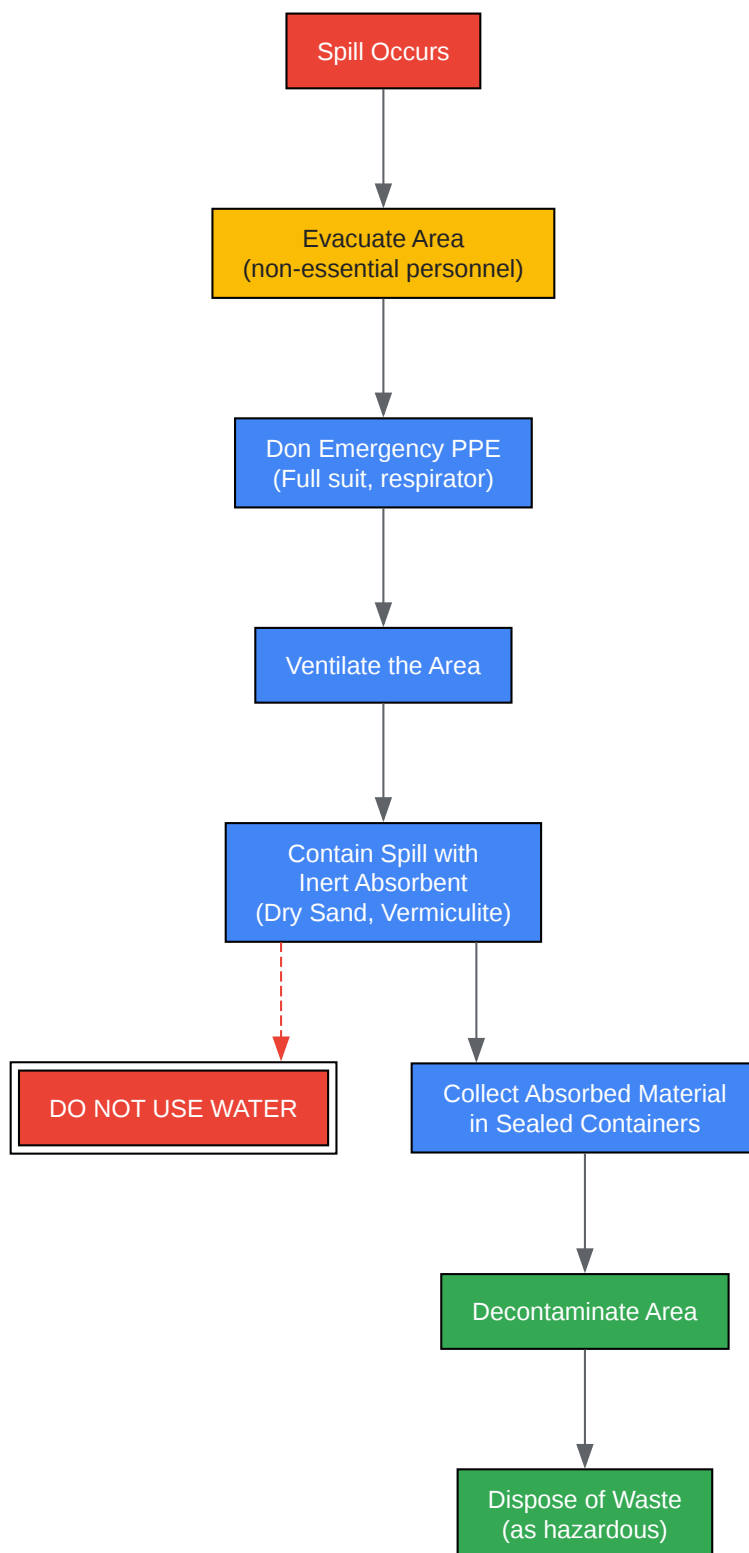 Spill Occurs
Evacuate Area
(non-essential personnel)
Don Emergency PPE
(Full suit, respirator)
Ventilate the Area
Contain Spill with
Inert Absorbent
(Dry Sand, Vermiculite)
DO NOT USE WATER
Collect Absorbed Material
in Sealed Containers
Decontaminate Area
Dispose of Waste
(as hazardous)